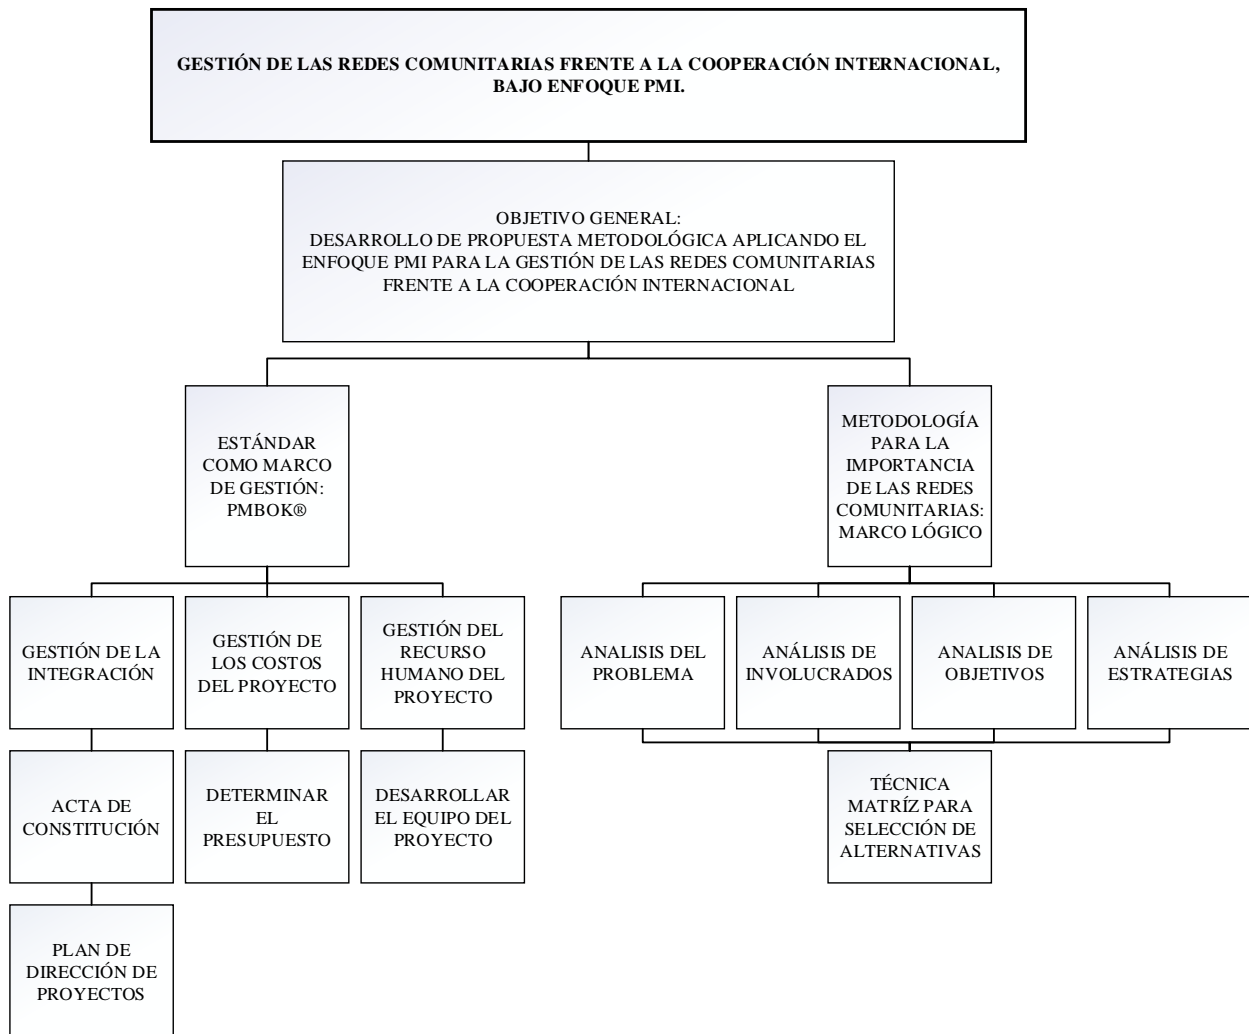 GESTIÓN DE LAS REDES COMUNITARIAS FRENTE A LA COOPERACIÓN INTERNACIONAL,
BAJO ENFOQUE PMI.
OBJETIVO GENERAL:
DESARROLLO DE PROPUESTA METODOLÓGICA APLICANDO EL
ENFOQUE PMI PARA LA GESTIÓN DE LAS REDES COMUNITARIAS
FRENTE A LA COOPERACIÓN INTERNACIONAL
ESTÁNDAR
COMO MARCO
DE GESTIÓN:
PMBOK®
METODOLOGÍA
PARA LA
IMPORTANCIA
DE LAS REDES
COMUNITARIAS:
MARCO LÓGICO
GESTIÓN DE LA
INTEGRACIÓN
GESTIÓN DE
LOS COSTOS
DEL PROYECTO
GESTIÓN DEL
RECURSO
HUMANO DEL
PROYECTO
ANALISIS DEL
PROBLEMA
ANÁLISIS DE
INVOLUCRADOS
ANALISIS DE
OBJETIVOS
ANÁLISIS DE
ESTRATEGIAS
ACTA DE
CONSTITUCIÓN
DETERMINAR
EL
PRESUPUESTO
DESARROLLAR
EL EQUIPO DEL
PROYECTO
TÉCNICA
MATRÍZ PARA
SELECCIÓN DE
ALTERNATIVAS
PLAN DE
DIRECCIÓN DE
PROYECTOS